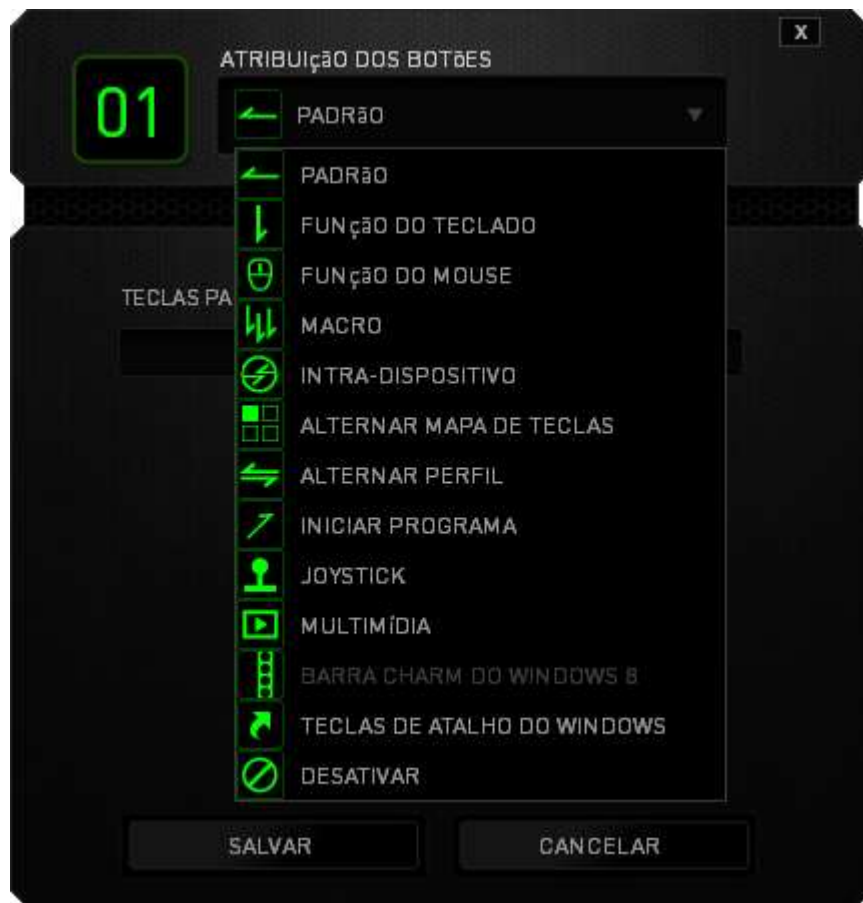 X
ATRIBUIçãO DOS BOTõES
01
PADRãO
PADRãO
FUNçãO DO TECLADO
FUNçãO DO MOUSE
TECLAS PA
MACRO
INTRA-DISPOSITIVO
ALTERNAR MAPA DE TECLAS
ALTERNAR PERFIL
INICIAR PROGRAMA
JOYSTICK
MULTIMíDIA
BARRA CHARM DO WINDOWS 8
TECLAS DE ATALHO DO WINDOWS
DESATIVAR
SALVAR
CANCELAR